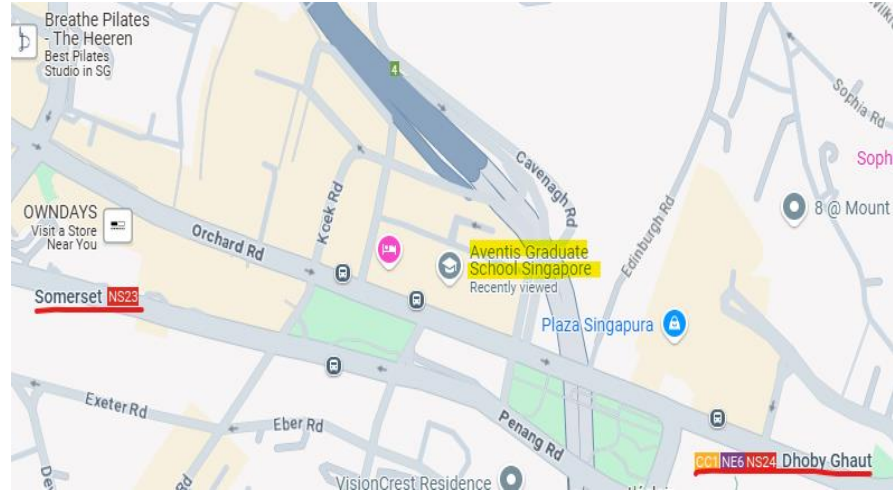 Breathe Pilates
- The Heeren
Best Pilates
Studio in SG
4
Sophia Rd
Cavenagh Rd
Soph
OWNDAYS
Visit a Store
Near You
Kcek Rd
Edinburgh Rd
8 @ Mount
Orchard Rd
Aventis Graduate
School Singapore
Recently viewed
Somerset NS23
Plaza Singapura
Exeter Rd
Eber Rd
Penang Rd
CC1 NE6 NS24 Dhoby Ghaut
VisionCrest Residence